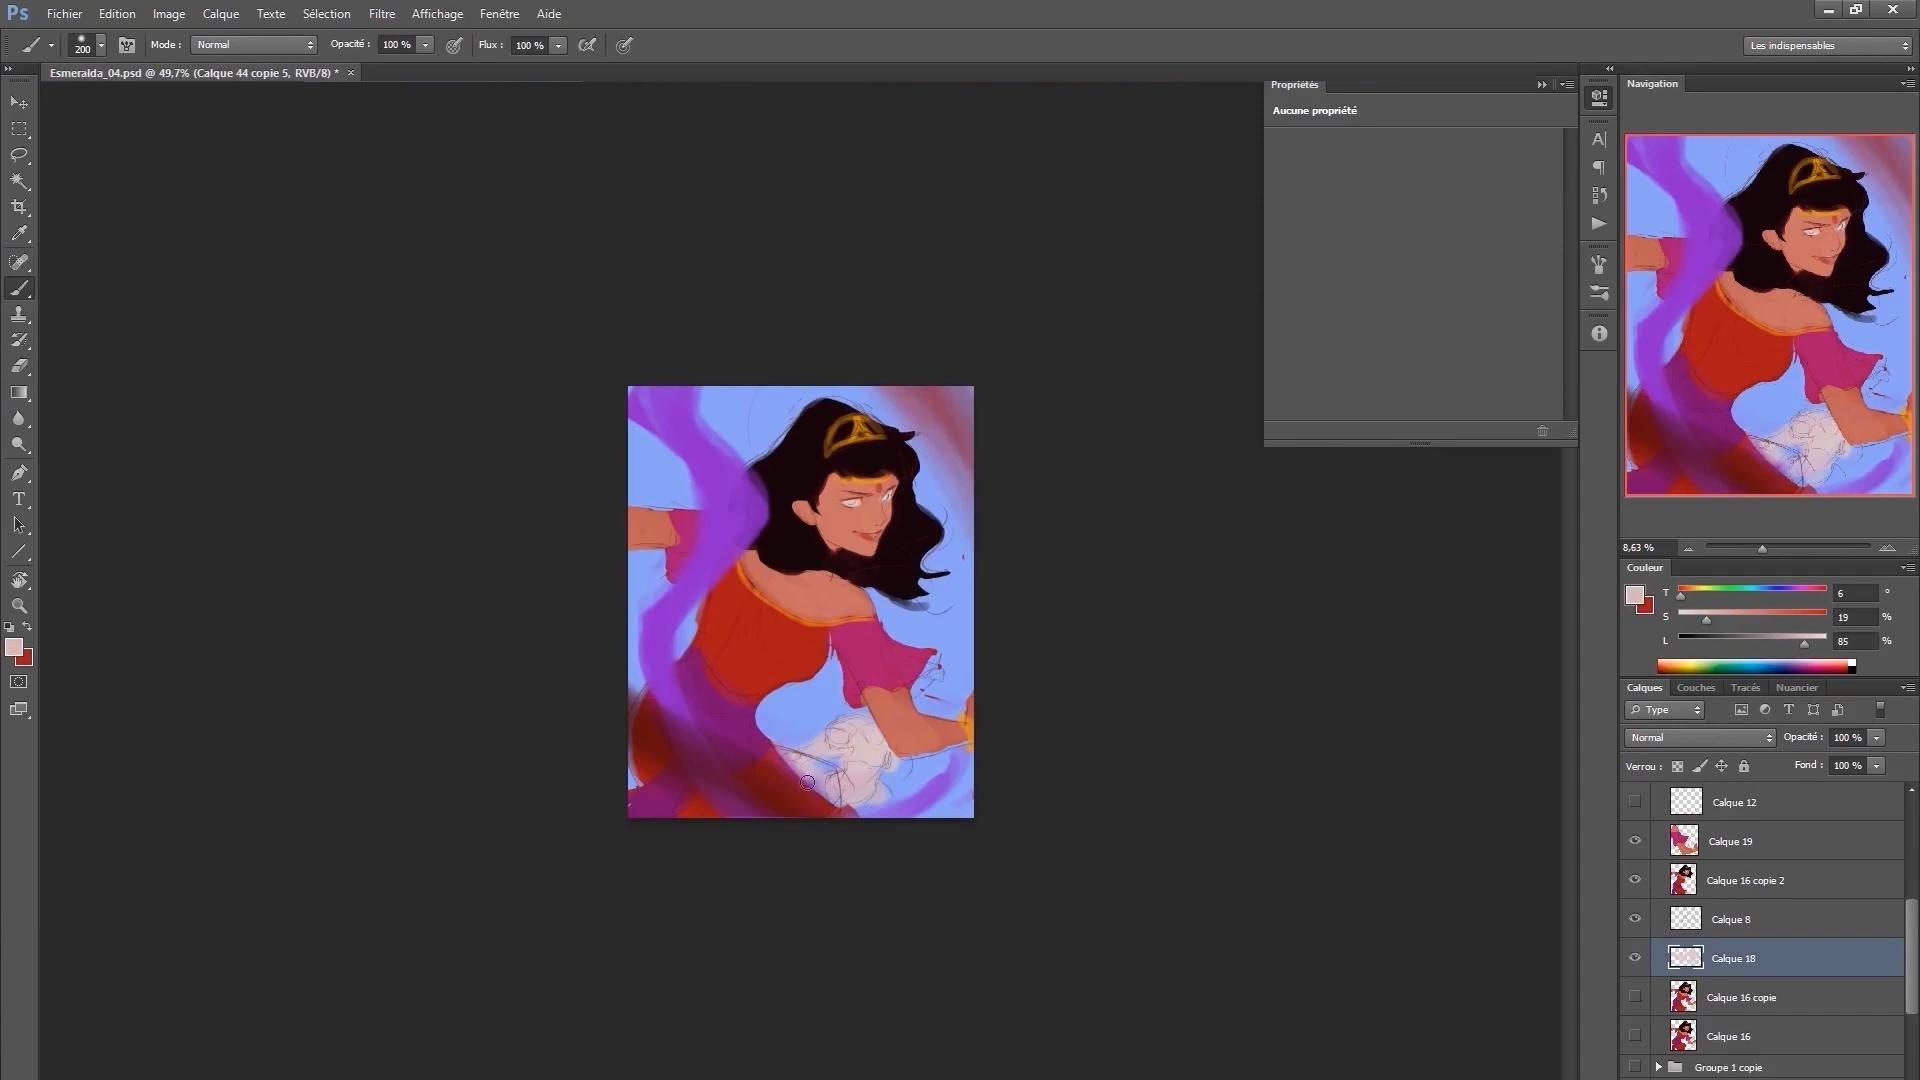 Ps Fichier Edition Image Calque Texte Sélection Filtre Affichage Fenêtre Aide
200 Mode : Normal Opacité : 100 % Flux : 100 % Les indispensables
Esmeralda_04.psd @ 49,7% (Calque 44 copie 5, RVB/8) * ×
Propriétés
Aucune propriété
Navigation
8,63 %
Couleur
T 6 °
S 19 %
L 85 %
Calques Couches Tracés Nuancier
Type
Normal Opacité : 100 %
Verrou : Fond : 100 %
Calque 12
Calque 19
Calque 16 copie 2
Calque 8
Calque 18
Calque 16 copie
Calque 16
Groupe 1 copie